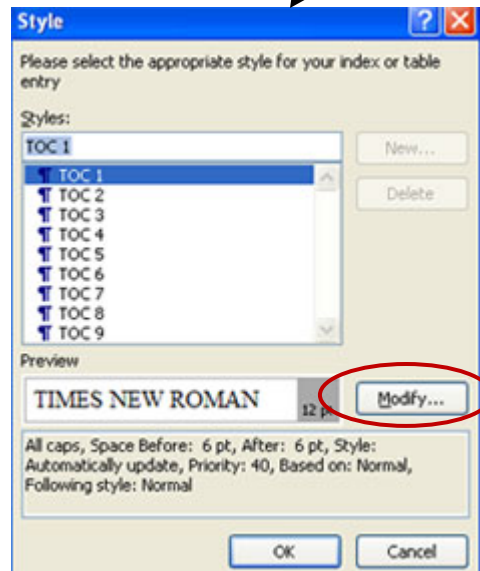 Style
Please select the appropriate style for your index or table
entry
Styles:
TOC 1
New...
¶ TOC 1
Delete
¶ TOC 2
¶ TOC 3
¶ TOC 4
¶ TOC 5
¶ TOC 6
¶ TOC 7
¶ TOC 8
¶ TOC 9
Preview
TIMES NEW ROMAN
12 pt
Modify...
All caps, Space Before: 6 pt, After: 6 pt, Style:
Automatically update, Priority: 40, Based on: Normal,
Following style: Normal
OK
Cancel